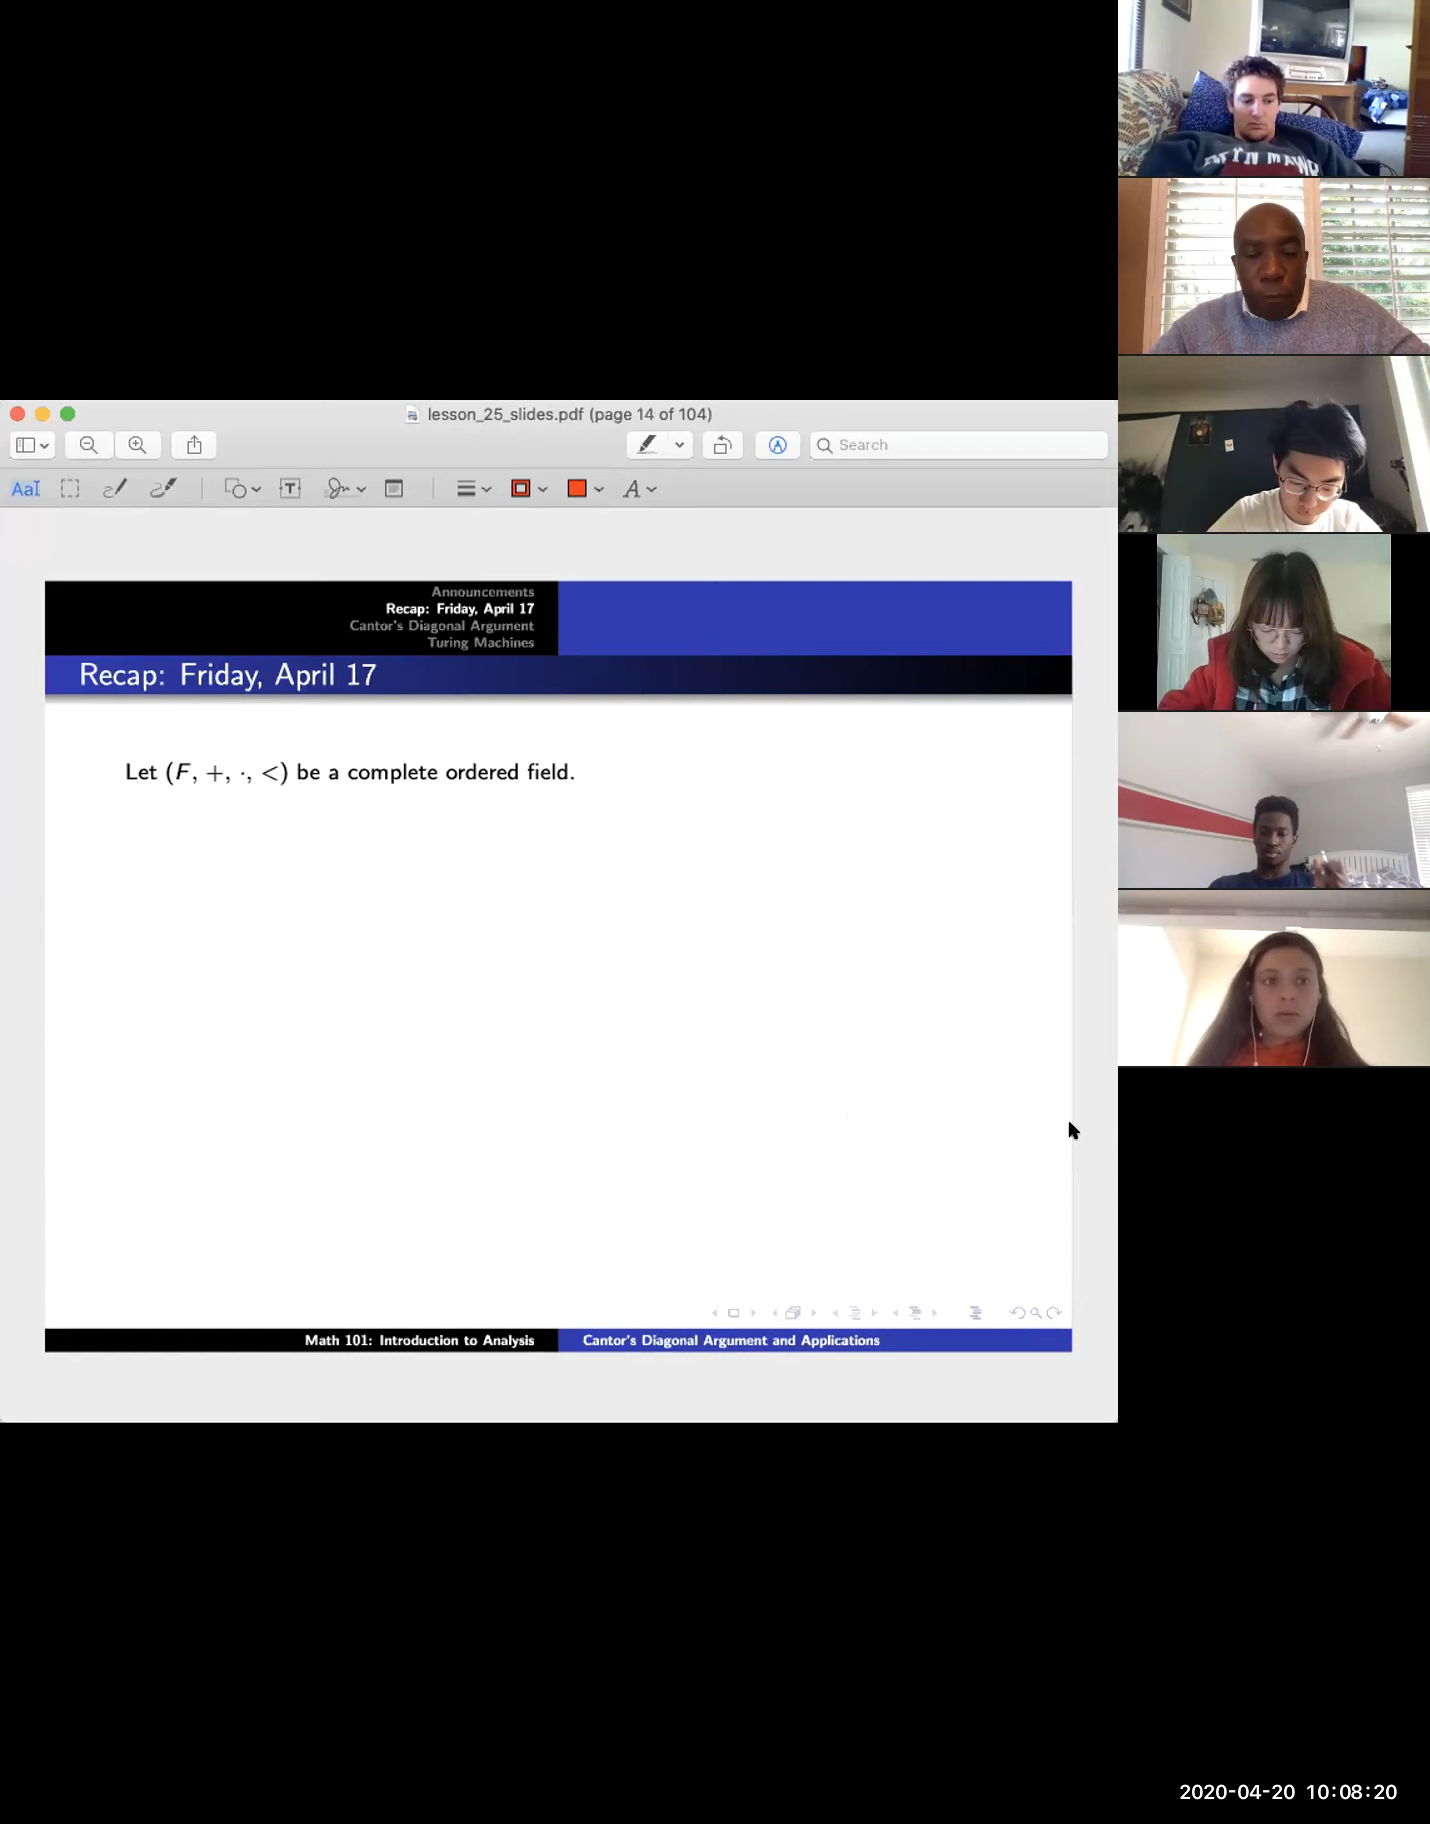 lesson_25_slides.pdf (page 14 of 104)
Search
AaI
T
A
Announcements
Recap: Friday, April 17
Cantor's Diagonal Argument
Turing Machines
Recap: Friday, April 17
Let (F, +, ·, <) be a complete ordered field.
Math 101: Introduction to Analysis
Cantor's Diagonal Argument and Applications
2020-04-20 10:08:20